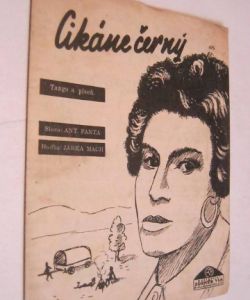 Cikáne černý
Tango a píseň.
Slova: ANT. FANTA
Hudba: JARKA MACH